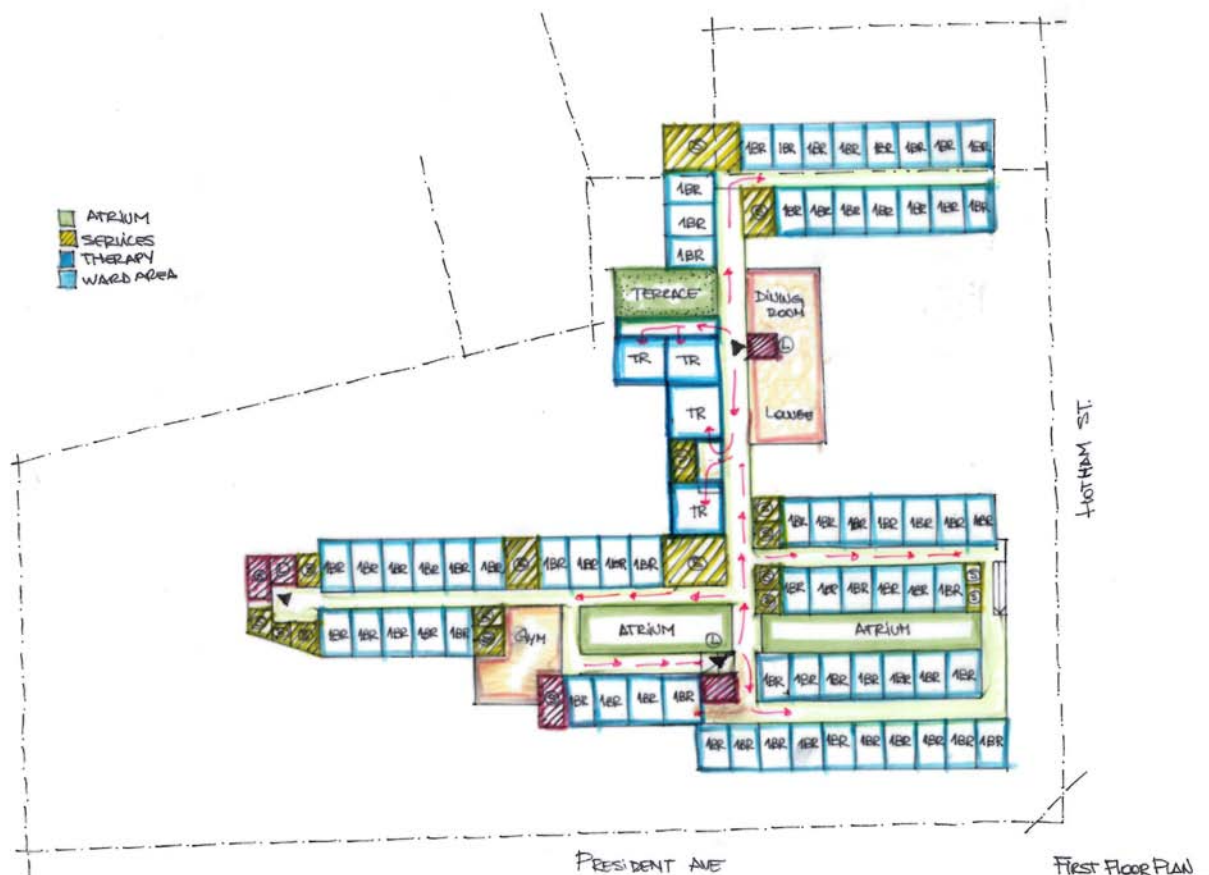 ATRIUM
SERVICES
THERAPY
WARD AREA
1BR 1BR 1BR 1BR 1BR 1BR 1BR 1BR
1BR
1BR 1BR 1BR 1BR 1BR 1BR 1BR
1BR
1BR
TERRACE
DINING
ROOM
L
TR TR
TR
LOUNGE
TR
HOTHAM ST.
1BR 1BR 1BR 1BR 1BR 1BR 1BR
1BR 1BR 1BR 1BR 1BR 1BR
1BR 1BR 1BR 1BR
1BR 1BR 1BR 1BR 1BR 1BR S
S
1BR 1BR 1BR 1BR 1BR
GYM
ATRIUM
L
ATRIUM
1BR 1BR 1BR 1BR 1BR 1BR 1BR
1BR 1BR 1BR 1BR
1BR 1BR 1BR 1BR 1BR 1BR 1BR 1BR 1BR 1BR
PRESIDENT AVE
FIRST FLOOR PLAN